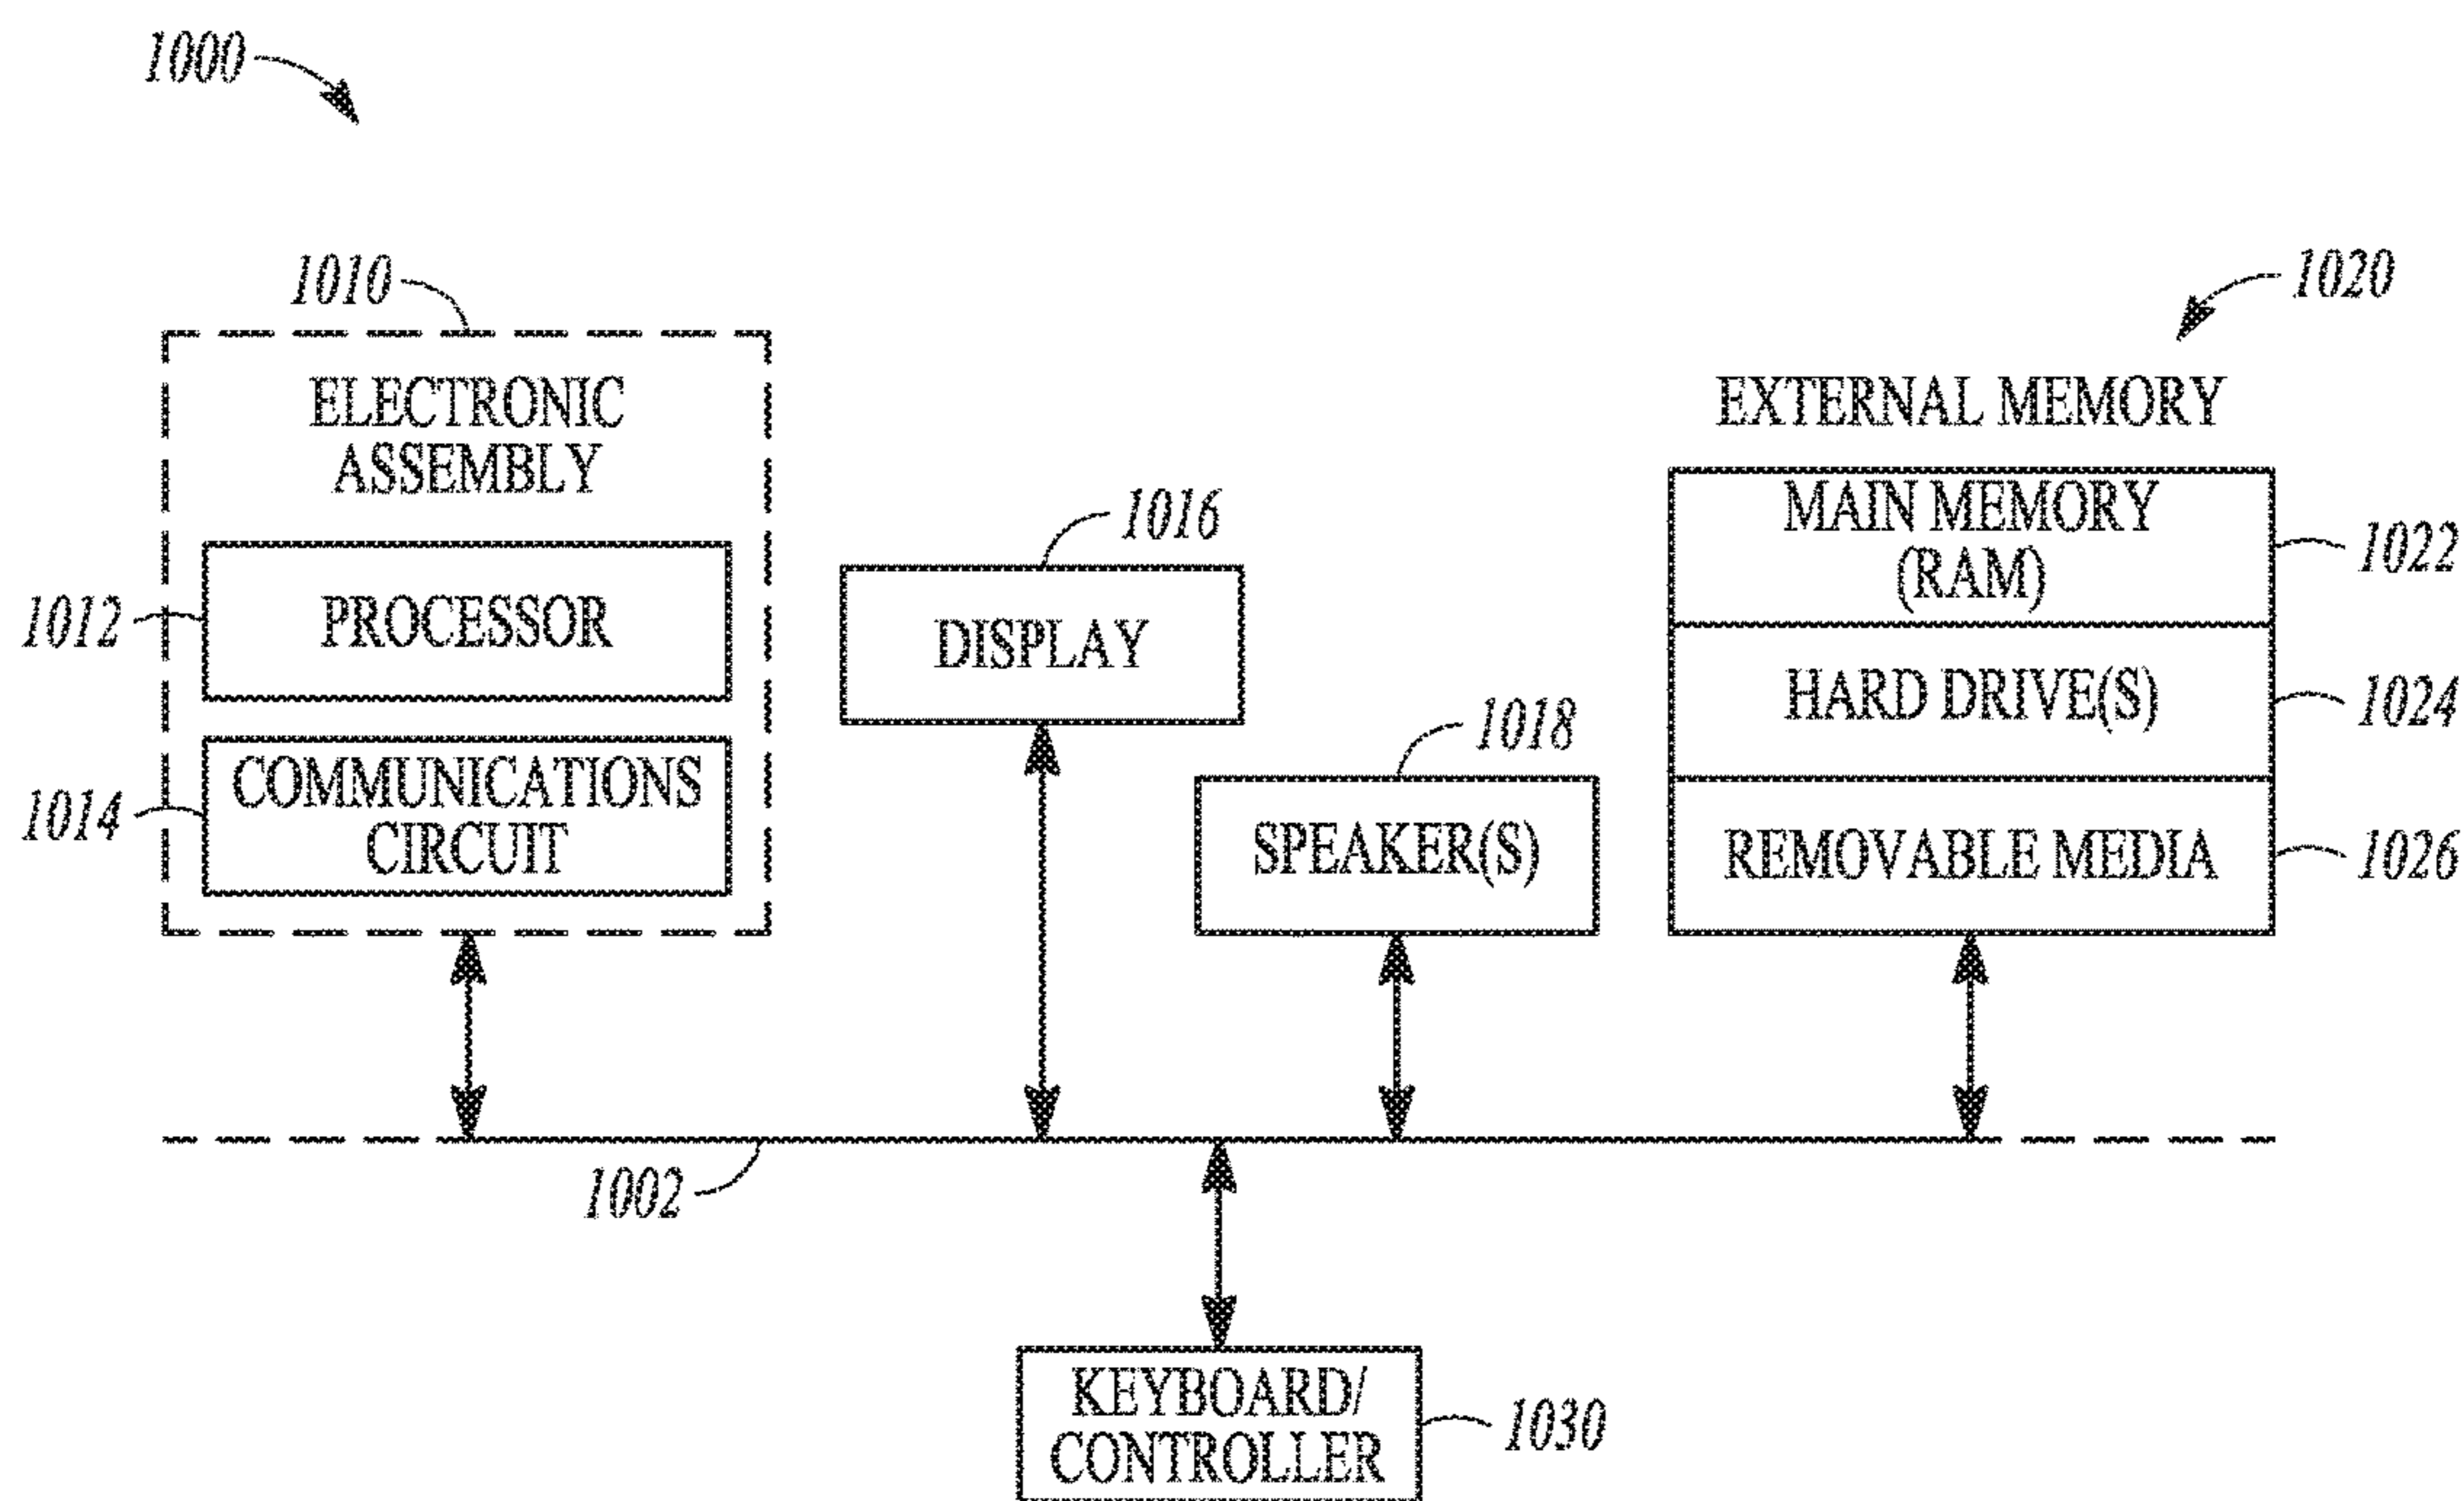 1000
1010
1020
ELECTRONIC
ASSEMBLY
EXTERNAL MEMORY
1016
MAIN MEMORY
(RAM)
1022
1012
PROCESSOR
DISPLAY
HARD DRIVE(S)
1024
1018
1014
COMMUNICATIONS
CIRCUIT
SPEAKER(S)
REMOVABLE MEDIA
1026
1002
KEYBOARD/
CONTROLLER
1030